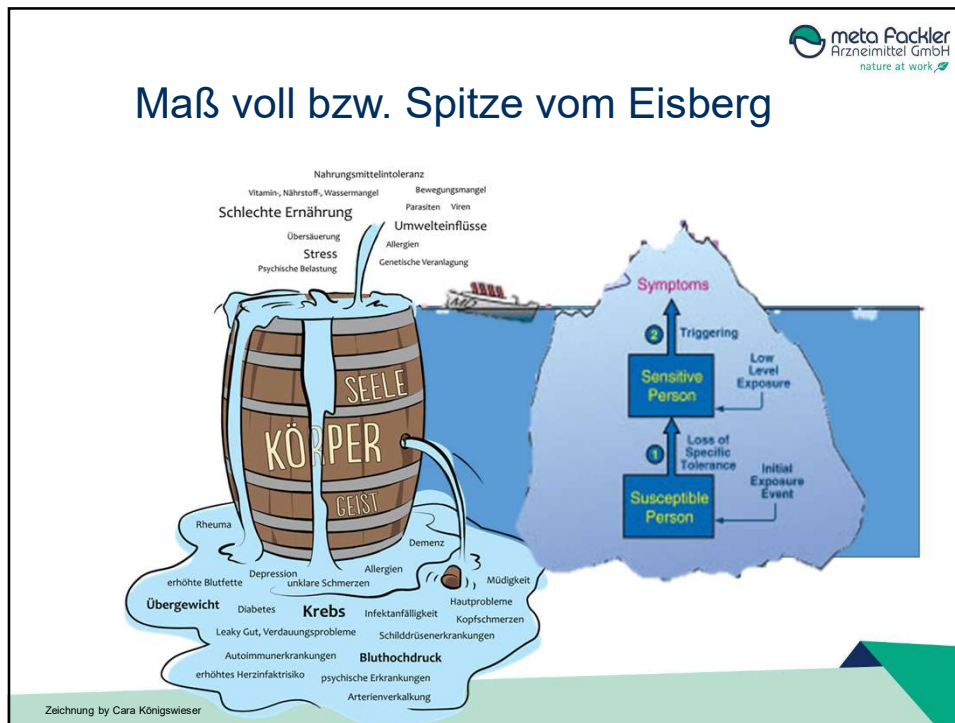 meta Fackler
Arzneimittel GmbH
nature at work
Maß voll bzw. Spitze vom Eisberg
Nahrungsmittelintoleranz
Vitamin-, Nährstoff-, Wassermangel
Bewegungsmangel
Schlechte Ernährung
Parasiten Viren
Umwelteinflüsse
Übersäuerung
Allergien
Stress
Genetische Veranlagung
Psychische Belastung
SEELE
KÖRPER
GEIST
Rheuma
Demenz
Depression
Allergien
erhöhte Blutfette
unklare Schmerzen
Müdigkeit
Übergewicht
Diabetes
Krebs
Infektanfälligkeit
Hautprobleme
Kopfschmerzen
Leaky Gut, Verdauungsprobleme
Schilddrüsenerkrankungen
Autoimmunerkrankungen
Bluthochdruck
erhöhtes Herzinfaktrisiko
psychische Erkrankungen
Arterienverkalkung
Symptoms
2
Triggering
Sensitive
Person
Low
Level
Exposure
1
Loss of
Specific
Tolerance
Susceptible
Person
Initial
Exposure
Event
Zeichnung by Cara Königswieser